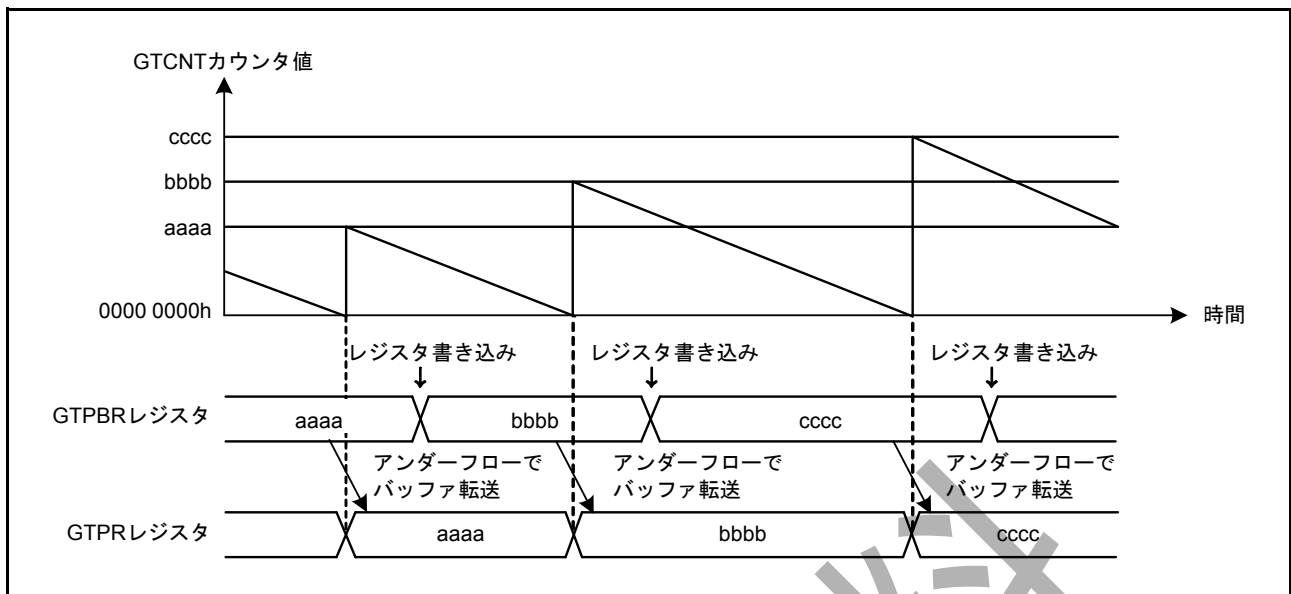 GTCNTカウンタ値
cccc
bbbb
aaaa
0000 0000h
時間
レジスタ書き込み
レジスタ書き込み
レジスタ書き込み
GTPBRレジスタ
aaaa
bbbb
cccc
アンダーフローで
バッファ転送
アンダーフローで
バッファ転送
アンダーフローで
バッファ転送
GTPRレジスタ
aaaa
bbbb
cccc